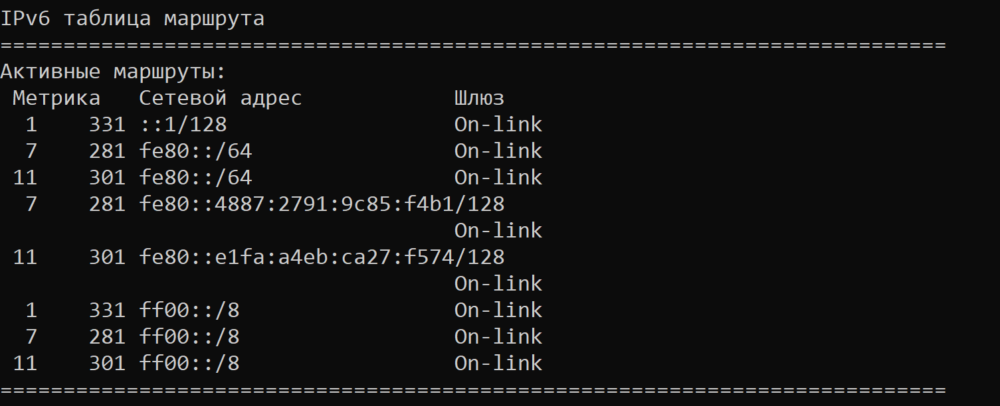 IPv6 таблица маршрута
===========================================================================
Активные маршруты:
 Метрика   Сетевой адрес            Шлюз
  1    331 ::1/128                  On-link
  7    281 fe80::/64                On-link
 11    301 fe80::/64                On-link
  7    281 fe80::4887:2791:9c85:f4b1/128
                                    On-link
 11    301 fe80::e1fa:a4eb:ca27:f574/128
                                    On-link
  1    331 ff00::/8                 On-link
  7    281 ff00::/8                 On-link
 11    301 ff00::/8                 On-link
===========================================================================